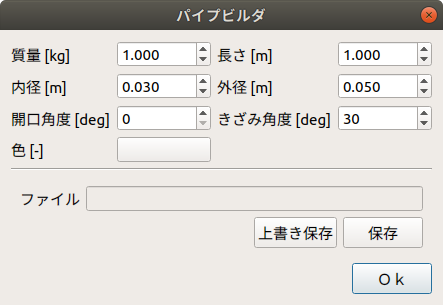 パイプビルダ
質量 [kg] 1.000 長さ [m] 1.000
内径 [m] 0.030 外径 [m] 0.050
開口角度 [deg] 0 きざみ角度 [deg] 30
色 [-]
ファイル
上書き保存 保存
Ｏｋ